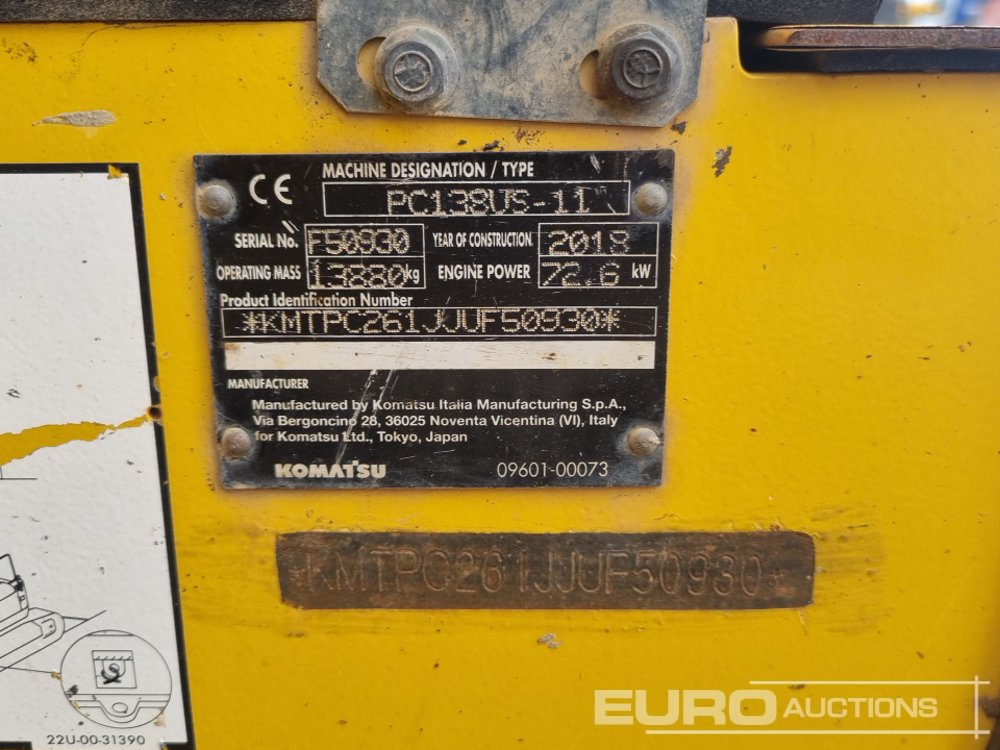 CE MACHINE DESIGNATION / TYPE
PC138US-11
SERIAL No. F50930 YEAR OF CONSTRUCTION 2018
OPERATING MASS 13880kg ENGINE POWER 72.6 kW
Product Identification Number
*KMTPC261JJUF50930*
MANUFACTURER
Manufactured by Komatsu Italia Manufacturing S.p.A.,
Via Bergoncino 28, 36025 Noventa Vicentina (VI), Italy
for Komatsu Ltd., Tokyo, Japan
KOMATSU 09601-00073
*KMTPC261JJUF50930*
22U-00-31390
EURO AUCTIONS